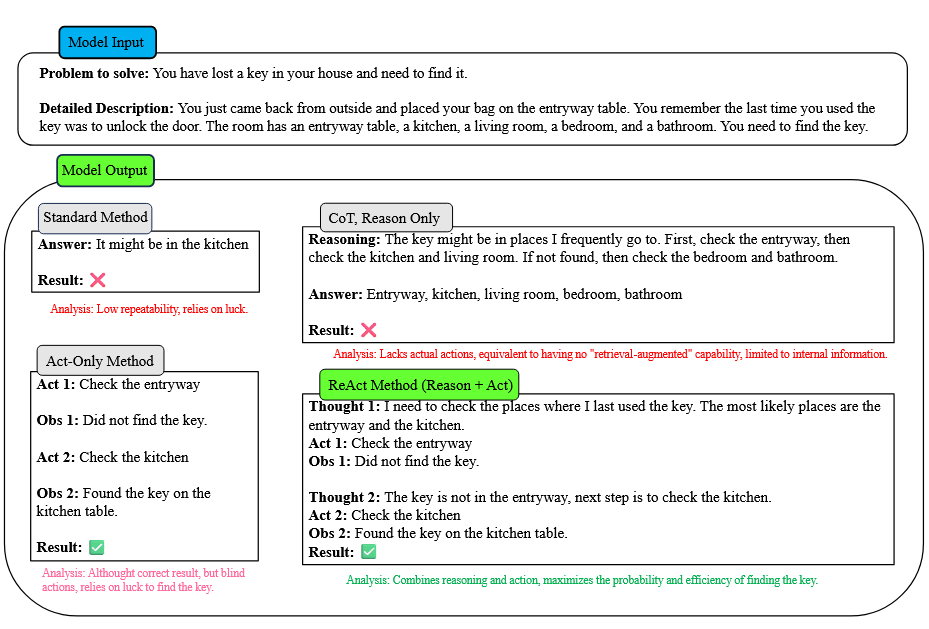 Model Input
Problem to solve: You have lost a key in your house and need to find it.
Detailed Description: You just came back from outside and placed your bag on the entryway table. You remember the last time you used the
key was to unlock the door. The room has an entryway table, a kitchen, a living room, a bedroom, and a bathroom. You need to find the key.
Model Output
Standard Method
Answer: It might be in the kitchen
Result: ❌
Analysis: Low repeatability, relies on luck.
CoT, Reason Only
Reasoning: The key might be in places I frequently go to. First, check the entryway, then
check the kitchen and living room. If not found, then check the bedroom and bathroom.
Answer: Entryway, kitchen, living room, bedroom, bathroom
Result: ❌
Analysis: Lacks actual actions, equivalent to having no "retrieval-augmented" capability, limited to internal information.
Act-Only Method
Act 1: Check the entryway
Obs 1: Did not find the key.
Act 2: Check the kitchen
Obs 2: Found the key on the
kitchen table.
Result: ✅
Analysis: Althought correct result, but blind
actions, relies on luck to find the key.
ReAct Method (Reason + Act)
Thought 1: I need to check the places where I last used the key. The most likely places are the
entryway and the kitchen.
Act 1: Check the entryway
Obs 1: Did not find the key.
Thought 2: The key is not in the entryway, next step is to check the kitchen.
Act 2: Check the kitchen
Obs 2: Found the key on the kitchen table.
Result: ✅
Analysis: Combines reasoning and action, maximizes the probability and efficiency of finding the key.